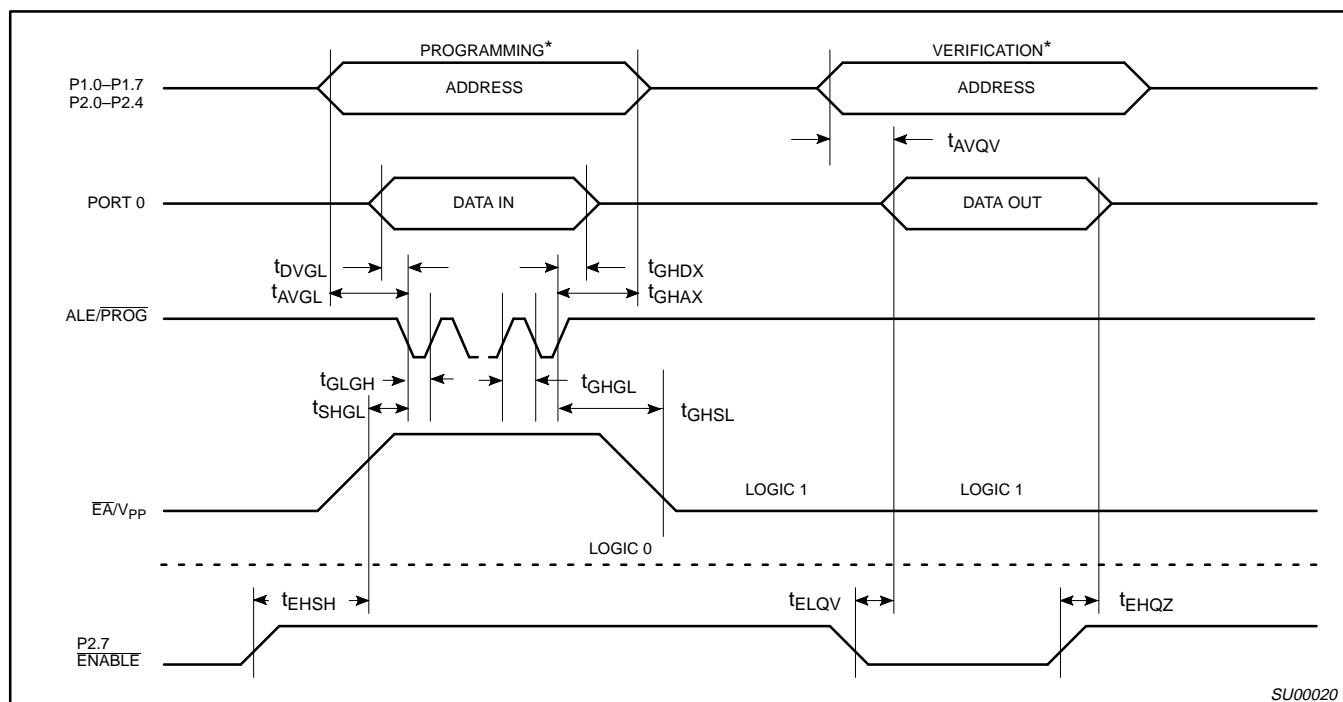 PROGRAMMING*
VERIFICATION*
P1.0–P1.7
P2.0–P2.4
ADDRESS
ADDRESS
tAVQV
PORT 0
DATA IN
DATA OUT
tDVGL
tGHDX
tAVGL
tGHAX
ALE/PROG
tGLGH
tGHGL
tSHGL
tGHSL
EA/VPP
LOGIC 1
LOGIC 1
LOGIC 0
tEHSH
tELQV
tEHQZ
P2.7
ENABLE
SU00020